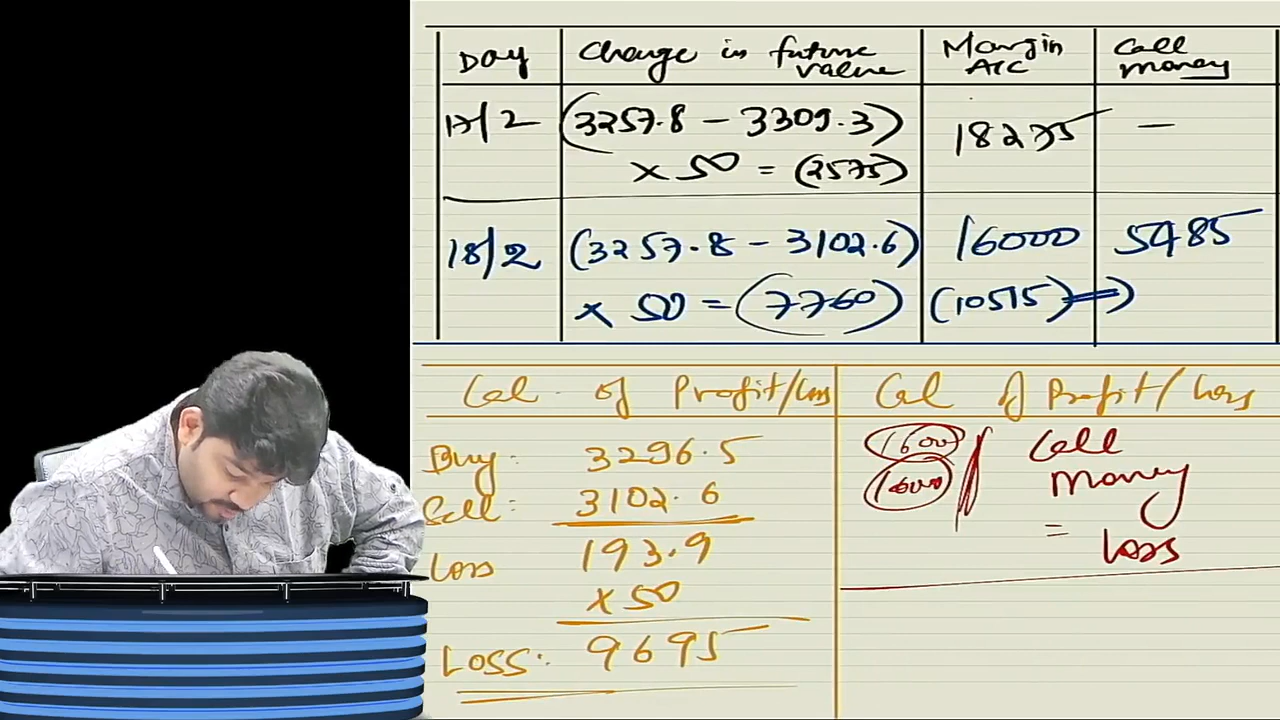 Day Change in future value Margin A/C Call money
17/2 (3257.8 - 3309.3) 18275 —
x 50 = (2575)
18/2 (3257.8 - 3102.6) 16000 5485
x 50 = (7760) (10515) ⇒
Cal. of Profit/Loss
Buy: 3296.5
Sell: 3102.6
Loss 193.9
x 50
Loss: 9695
Cal of Profit/Loss
Call
Money
= Loss